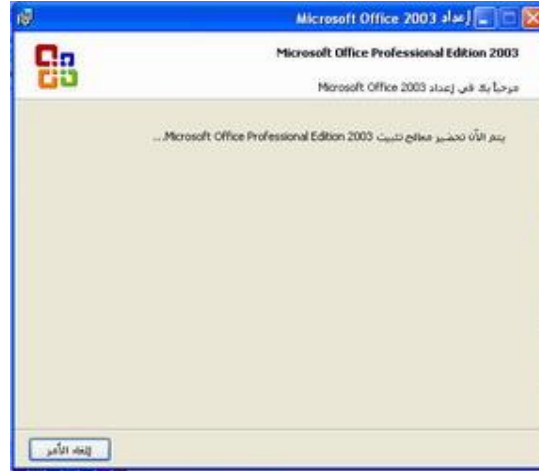 إعداد Microsoft Office 2003
Microsoft Office Professional Edition 2003
مرحباً بك في إعداد Microsoft Office 2003
يتم الآن تحضير معالج تثبيت Microsoft Office Professional Edition 2003...
إلغاء الأمر